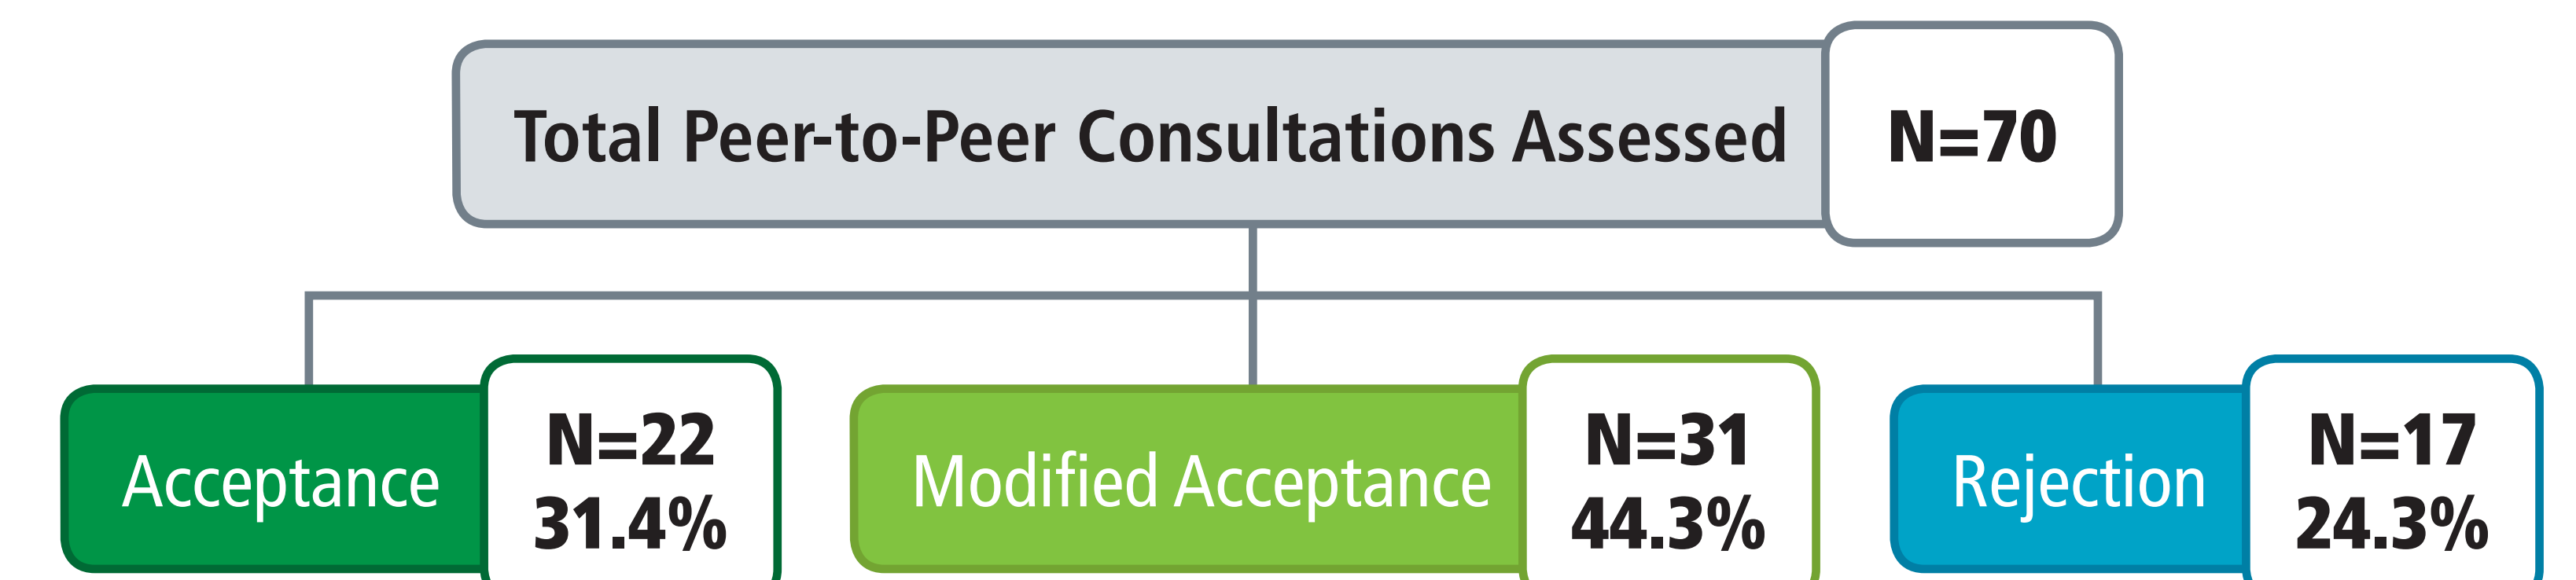 Total Peer-to-Peer Consultations Assessed
N=70
Acceptance
N=22
31.4%
Modified Acceptance
N=31
44.3%
Rejection
N=17
24.3%